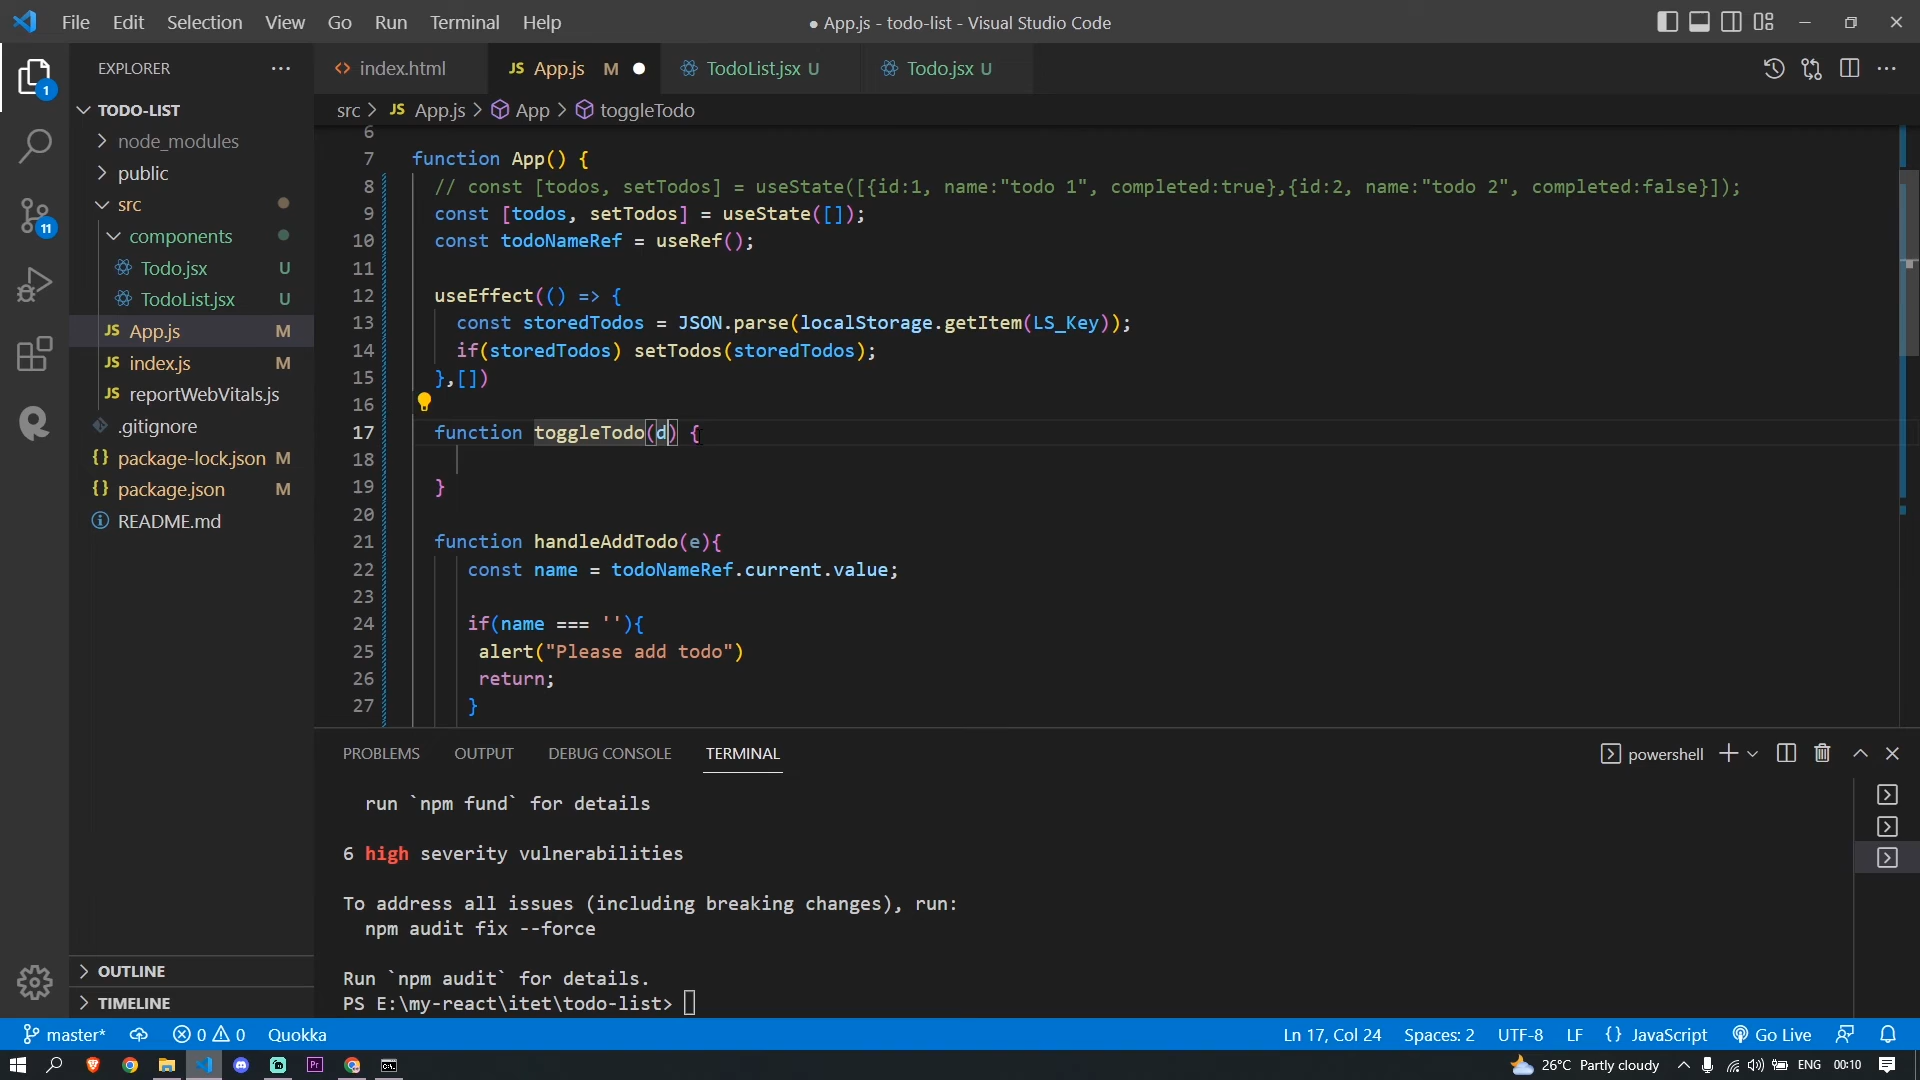 File Edit Selection View Go Run Terminal Help
● App.js - todo-list - Visual Studio Code
EXPLORER
TODO-LIST
node_modules
public
src
components
Todo.jsx U
TodoList.jsx U
JS App.js M
JS index.js M
JS reportWebVitals.js
.gitignore
{} package-lock.json M
{} package.json M
README.md
OUTLINE
TIMELINE
1
11
<> index.html
JS App.js M
TodoList.jsx U
Todo.jsx U
src > JS App.js > App > toggleTodo
6
7 function App() {
8 // const [todos, setTodos] = useState([{id:1, name:"todo 1", completed:true},{id:2, name:"todo 2", completed:false}]);
9 const [todos, setTodos] = useState([]);
10 const todoNameRef = useRef();
11
12 useEffect(() => {
13 const storedTodos = JSON.parse(localStorage.getItem(LS_Key));
14 if(storedTodos) setTodos(storedTodos);
15 },[])
16
17 function toggleTodo(d) {
18
19 }
20
21 function handleAddTodo(e){
22 const name = todoNameRef.current.value;
23
24 if(name === ''){
25 alert("Please add todo")
26 return;
27 }
PROBLEMS OUTPUT DEBUG CONSOLE TERMINAL
powershell
run `npm fund` for details
6 high severity vulnerabilities
To address all issues (including breaking changes), run:
npm audit fix --force
Run `npm audit` for details.
PS E:\my-react\itet\todo-list>
master* 0 0 Quokka
Ln 17, Col 24 Spaces: 2 UTF-8 LF {} JavaScript Go Live
Pr
26°C Partly cloudy ENG 00:10